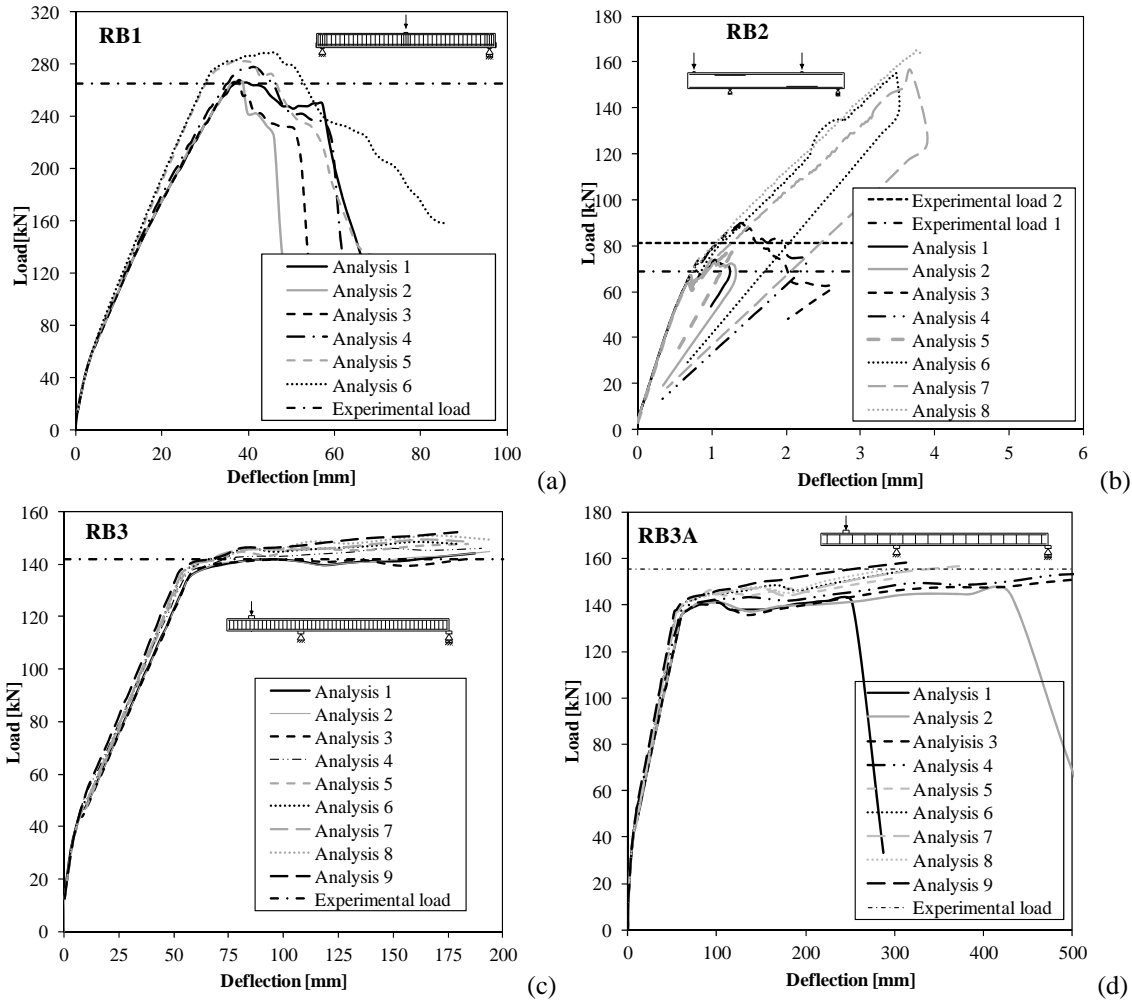 RB1
Load[kN]
320
280
240
200
160
120
80
40
0
Analysis 1
Analysis 2
Analysis 3
Analysis 4
Analysis 5
Analysis 6
Experimental load
0 20 40 60 80 100
Deflection [mm]
(a)
RB2
Load [kN]
180
160
140
120
100
80
60
40
20
0
Experimental load 2
Experimental load 1
Analysis 1
Analysis 2
Analysis 3
Analysis 4
Analysis 5
Analysis 6
Analysis 7
Analysis 8
0 1 2 3 4 5 6
Deflection [mm]
(b)
RB3
Load [kN]
160
140
120
100
80
60
40
20
0
Analysis 1
Analysis 2
Analysis 3
Analysis 4
Analysis 5
Analysis 6
Analysis 7
Analysis 8
Analysis 9
Experimental load
0 25 50 75 100 125 150 175 200
Deflection [mm]
(c)
RB3A
Load [kN]
180
160
140
120
100
80
60
40
20
0
Analysis 1
Analysis 2
Analyisis 3
Analysis 4
Analysis 5
Analysis 6
Analysis 7
Analysis 8
Analysis 9
Experimental load
0 100 200 300 400 500
Deflection [mm]
(d)